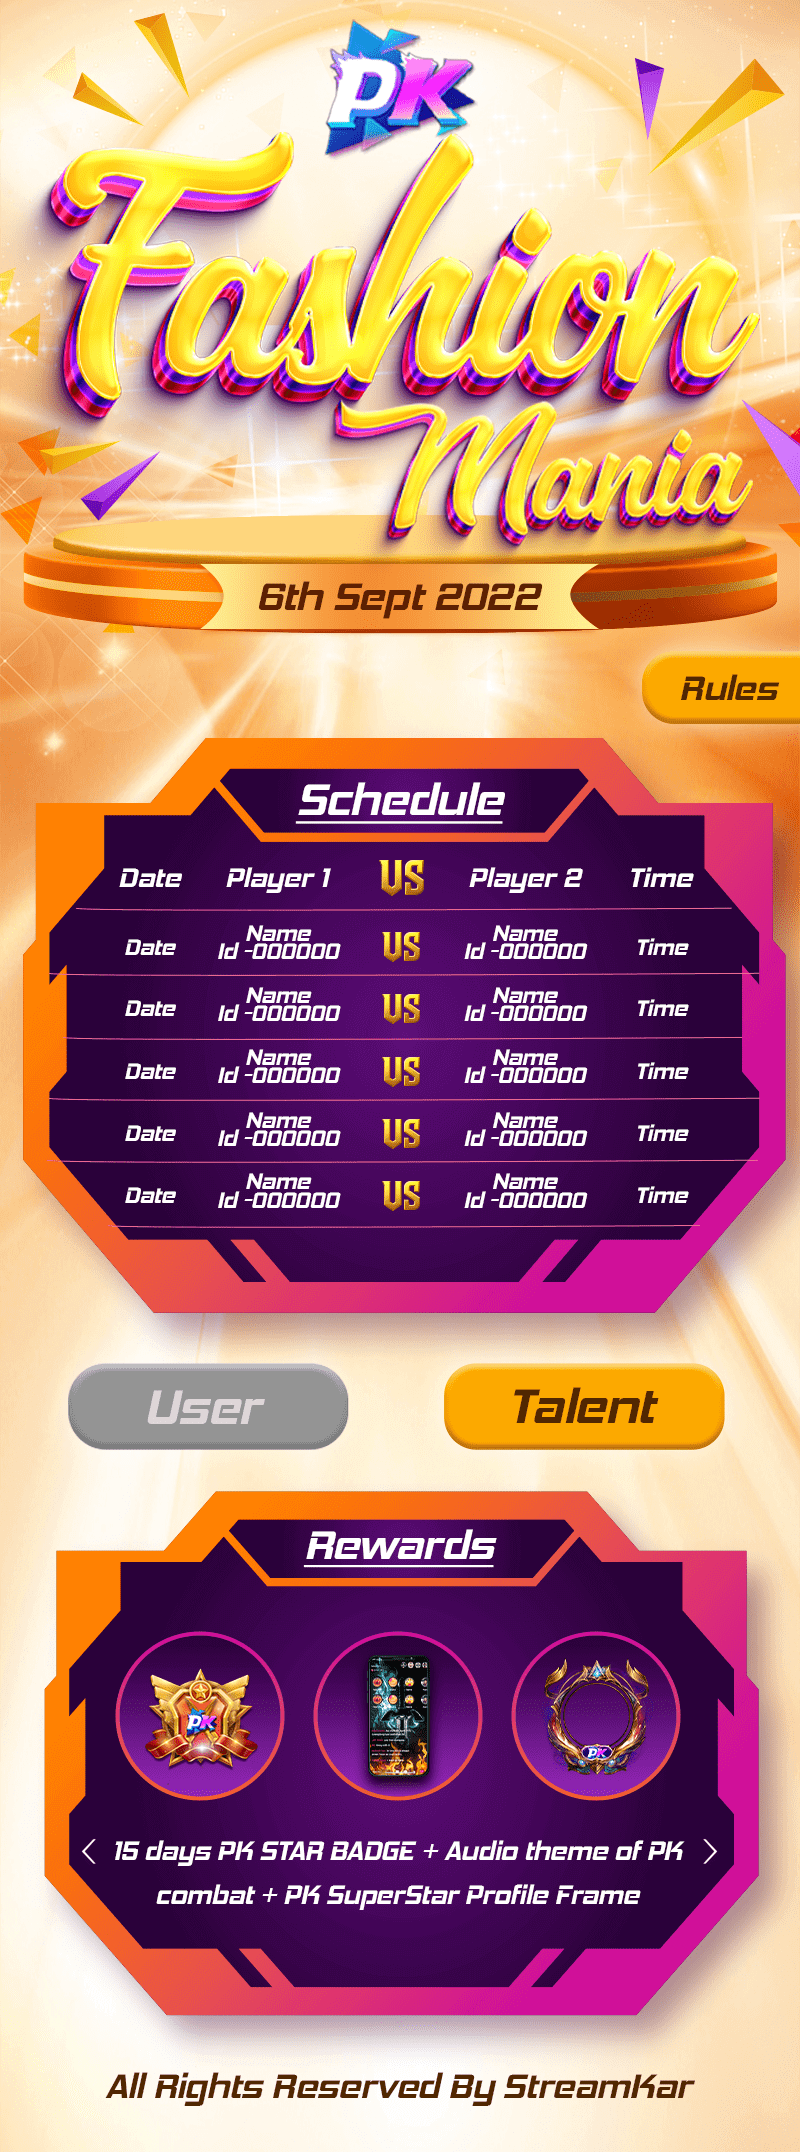 PK
Fashion
Mania
6th Sept 2022
Rules
Schedule
Date Player 1 VS Player 2 Time
Date Name Id -000000 VS Name Id -000000 Time
Date Name Id -000000 VS Name Id -000000 Time
Date Name Id -000000 VS Name Id -000000 Time
Date Name Id -000000 VS Name Id -000000 Time
Date Name Id -000000 VS Name Id -000000 Time
User Talent
Rewards
PK
PK
15 days PK STAR BADGE + Audio theme of PK
combat + PK SuperStar Profile Frame
All Rights Reserved By StreamKar